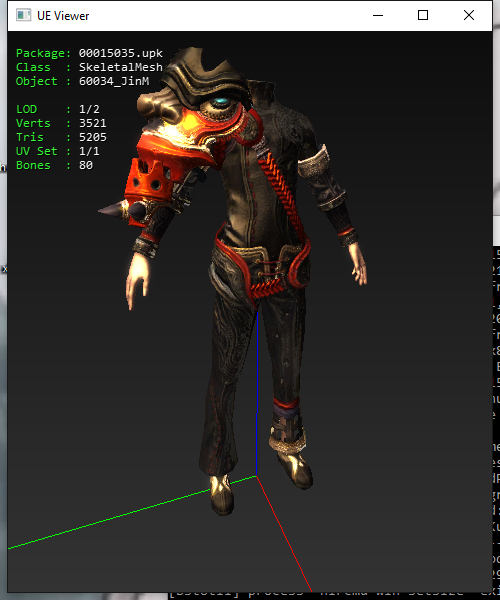 UE Viewer
Package: 00015035.upk
Class : SkeletalMesh
Object : 60034_JinM
LOD : 1/2
Verts : 3521
Tris : 5205
UV Set : 1/1
Bones : 80